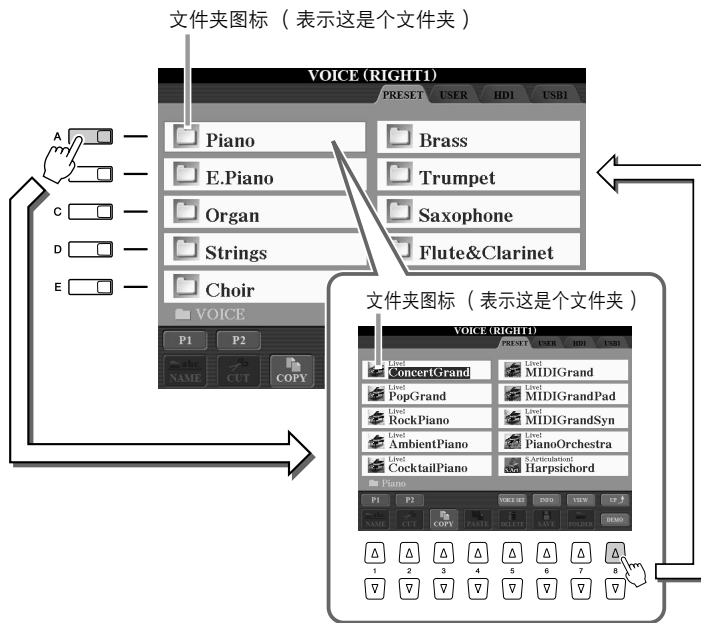 文件夹图标 （ 表示这是个文件夹 ）
VOICE (RIGHT1)
PRESET USER HD1 USB1
A
Piano
Brass
E.Piano
Trumpet
C
Organ
Saxophone
D
Strings
Flute&Clarinet
E
Choir
VOICE
P1 P2
NAME CUT COPY
文件夹图标 （ 表示这是个文件夹 ）
VOICE (RIGHT1)
PRESET USER HD1 USB1
Live!
ConcertGrand
Live!
MIDIGrand
Live!
PopGrand
Live!
MIDIGrandPad
Live!
RockPiano
Live!
MIDIGrandSyn
Live!
AmbientPiano
Live!
PianoOrchestra
Live!
CocktailPiano
S.Articulation!
Harpsichord
Piano
P1 P2 VOICE SET INFO VIEW UP
NAME CUT COPY PASTE DELETE SAVE FOLDER DEMO
1 2 3 4 5 6 7 8